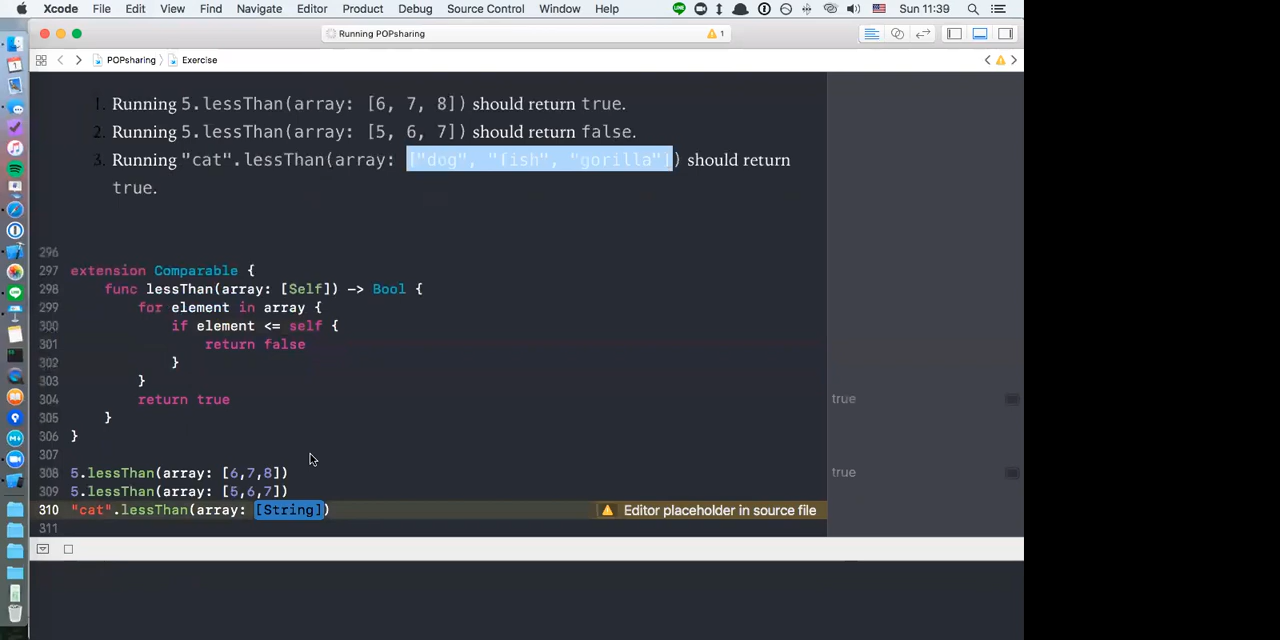 Xcode File Edit View Find Navigate Editor Product Debug Source Control Window Help Sun 11:39
Running POPsharing 1
POPsharing Exercise
1. Running 5.lessThan(array: [6, 7, 8]) should return true.
2. Running 5.lessThan(array: [5, 6, 7]) should return false.
3. Running "cat".lessThan(array: ["dog", "fish", "gorilla"]) should return
true.
296
297 extension Comparable {
298 func lessThan(array: [Self]) -> Bool {
299 for element in array {
300 if element <= self {
301 return false
302 }
303 }
304 return true true
305 }
306 }
307
308 5.lessThan(array: [6,7,8]) true
309 5.lessThan(array: [5,6,7])
310 "cat".lessThan(array: [String]) Editor placeholder in source file
311